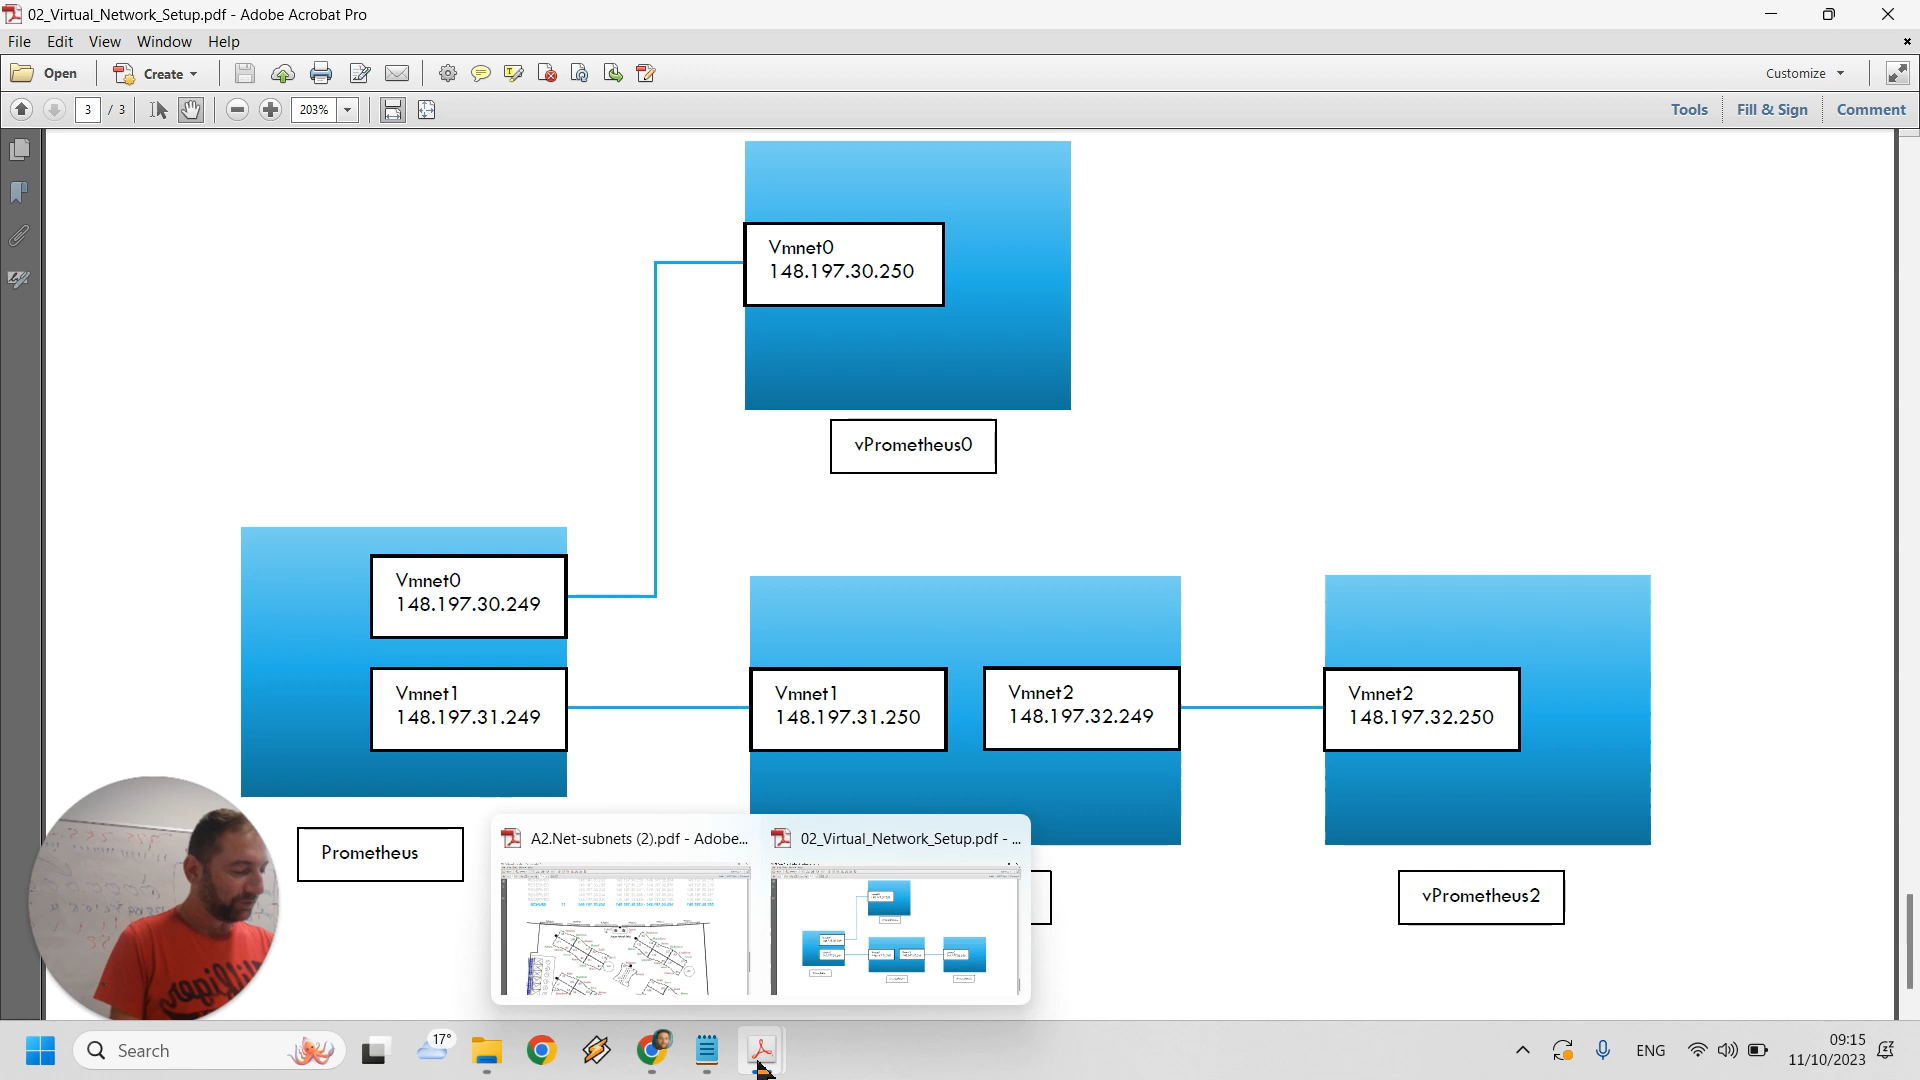 02_Virtual_Network_Setup.pdf - Adobe Acrobat Pro
File Edit View Window Help
Open Create Customize
3 / 3 203% Tools Fill & Sign Comment
Vmnet0
148.197.30.250
vPrometheus0
Vmnet0
148.197.30.249
Vmnet1
148.197.31.249
Vmnet1
148.197.31.250
Vmnet2
148.197.32.249
Vmnet2
148.197.32.250
Prometheus
vPrometheus2
A2.Net-subnets (2).pdf - Adobe...
02_Virtual_Network_Setup.pdf - ...
Search
17°
ENG
09:15
11/10/2023